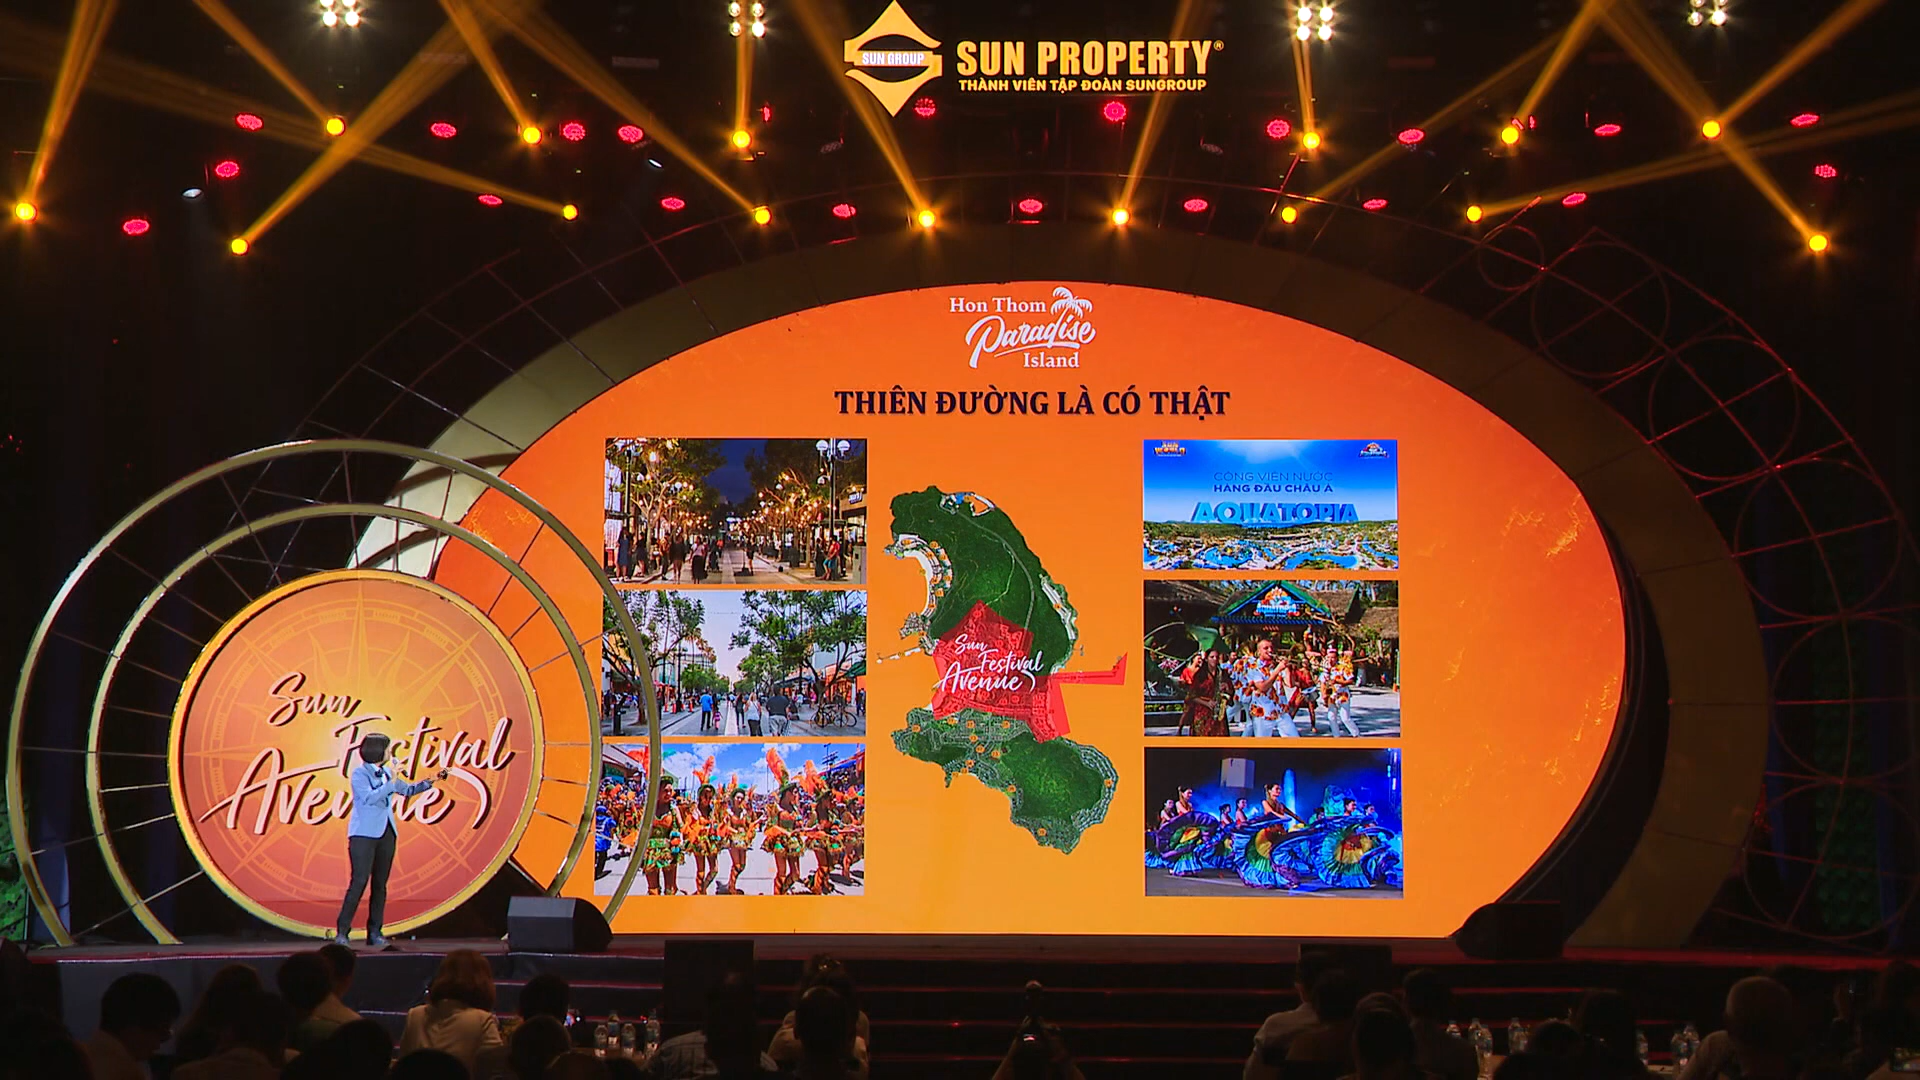 SUN GROUP
SUN PROPERTY®
THÀNH VIÊN TẬP ĐOÀN SUNGROUP
Hon Thom
Paradise
Island
THIÊN ĐƯỜNG LÀ CÓ THẬT
CÔNG VIÊN NƯỚC
HÀNG ĐẦU CHÂU Á
AQUATOPIA
AQUATOPIA
Sun
Festival
Avenue
Sun
Festival
Avenue